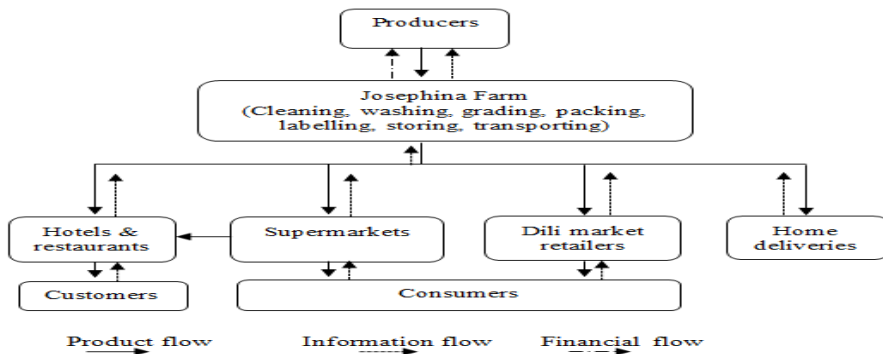 Producers
Josephina Farm
(Cleaning, washing, grading, packing,
labelling, storing, transporting)
Hotels &
restaurants
Supermarkets
Dili market
retailers
Home
deliveries
Customers
Consumers
Product flow
Information flow
Financial flow